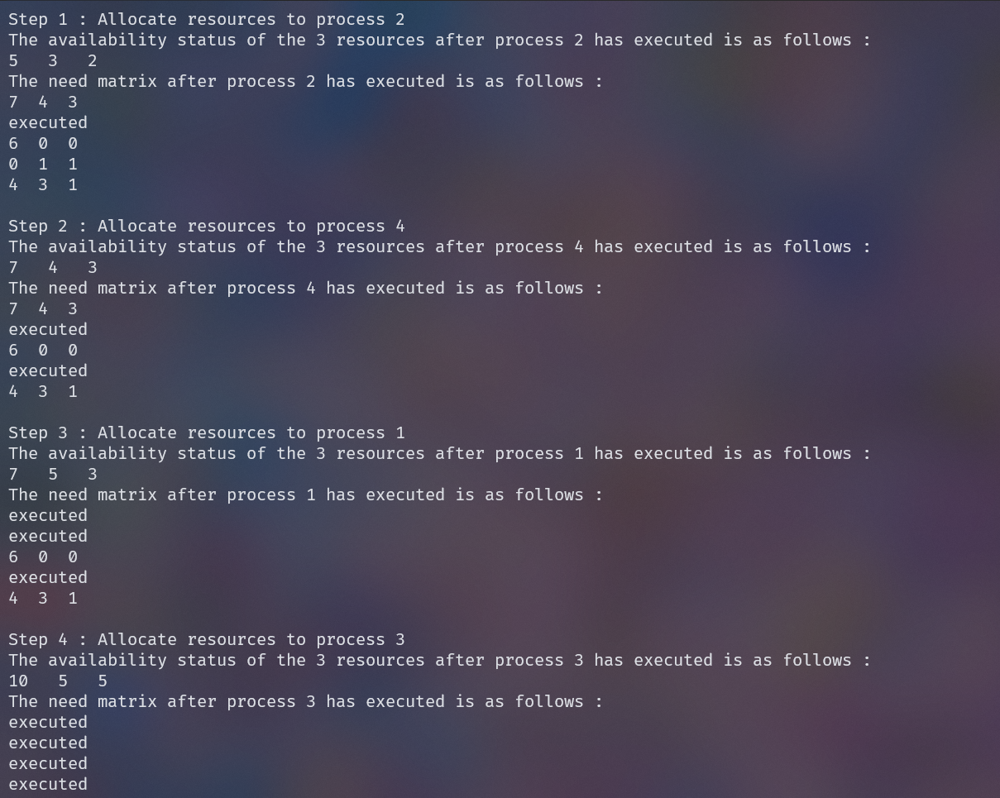 Step 1 : Allocate resources to process 2
The availability status of the 3 resources after process 2 has executed is as follows :
5   3   2
The need matrix after process 2 has executed is as follows :
7  4  3
executed
6  0  0
0  1  1
4  3  1

Step 2 : Allocate resources to process 4
The availability status of the 3 resources after process 4 has executed is as follows :
7   4   3
The need matrix after process 4 has executed is as follows :
7  4  3
executed
6  0  0
executed
4  3  1

Step 3 : Allocate resources to process 1
The availability status of the 3 resources after process 1 has executed is as follows :
7   5   3
The need matrix after process 1 has executed is as follows :
executed
executed
6  0  0
executed
4  3  1

Step 4 : Allocate resources to process 3
The availability status of the 3 resources after process 3 has executed is as follows :
10   5   5
The need matrix after process 3 has executed is as follows :
executed
executed
executed
executed